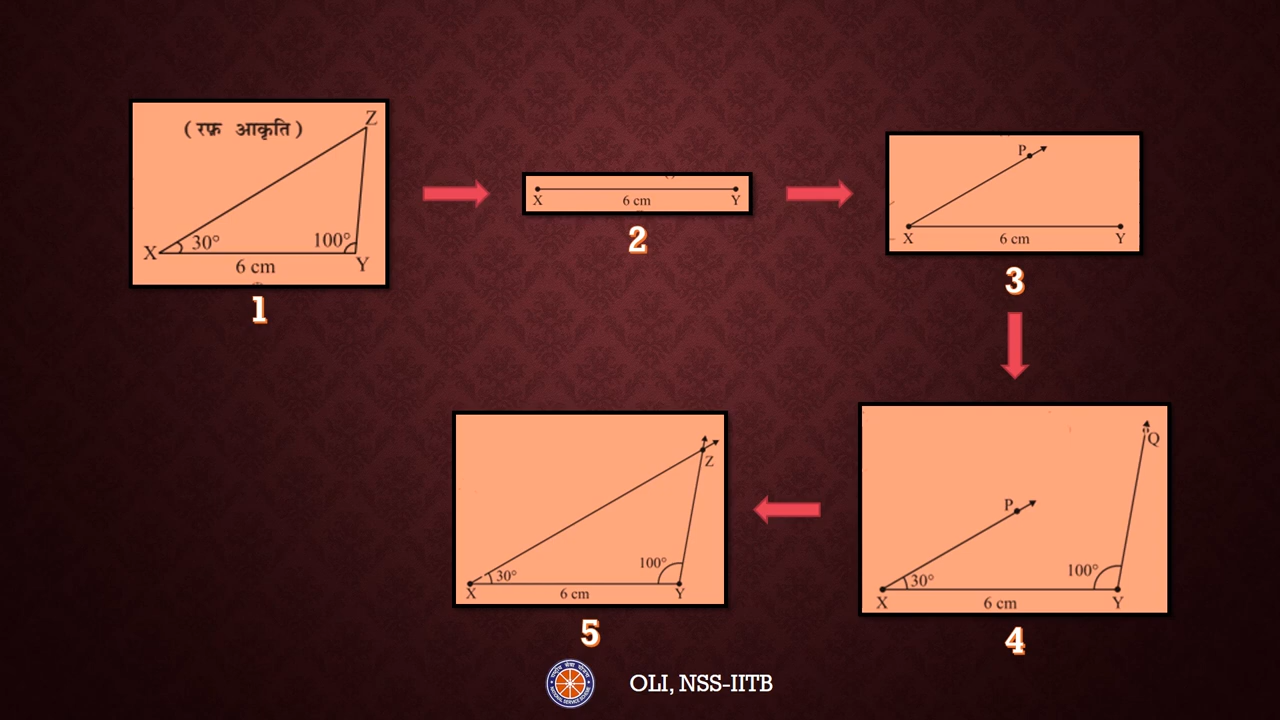 (रफ़ आकृति)
Z
X
30°
100°
Y
6 cm
1
X
6 cm
Y
2
P
X
6 cm
Y
3
Q
P
30°
100°
X
6 cm
Y
4
Z
30°
100°
X
6 cm
Y
5
OLI, NSS-IITB